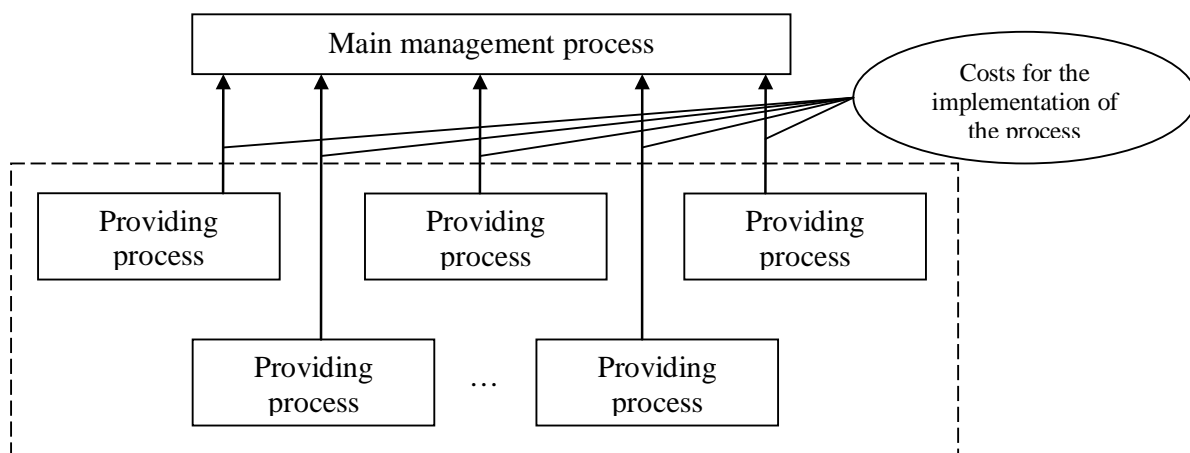 Main management process
Costs for the
implementation of
the process
Providing
process
Providing
process
Providing
process
Providing
process
…
Providing
process